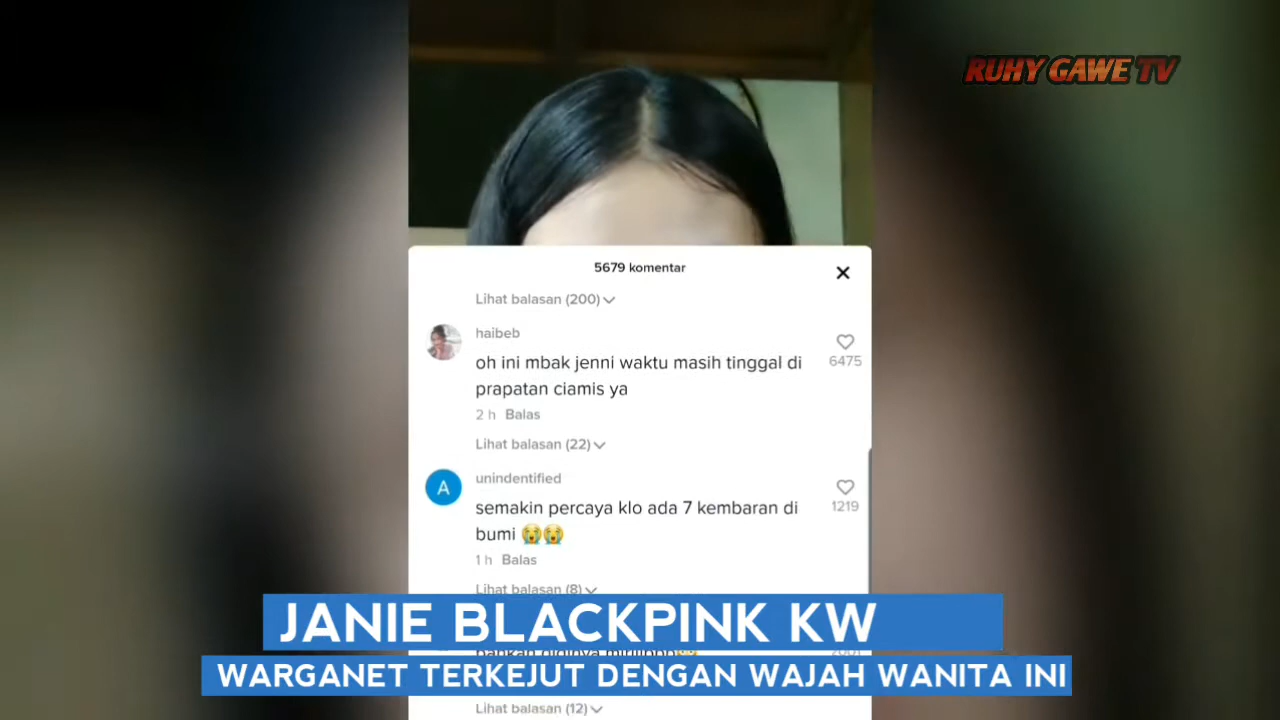 RUHY GAWE TV
5679 komentar
Lihat balasan (200)
haibeb
oh ini mbak jenni waktu masih tinggal di
prapatan ciamis ya
6475
2 h Balas
Lihat balasan (22)
unindentified
semakin percaya klo ada 7 kembaran di
bumi 😭😭
1219
1 h Balas
Lihat balasan (8)
JANIE BLACKPINK KW
WARGANET TERKEJUT DENGAN WAJAH WANITA INI
Lihat balasan (12)